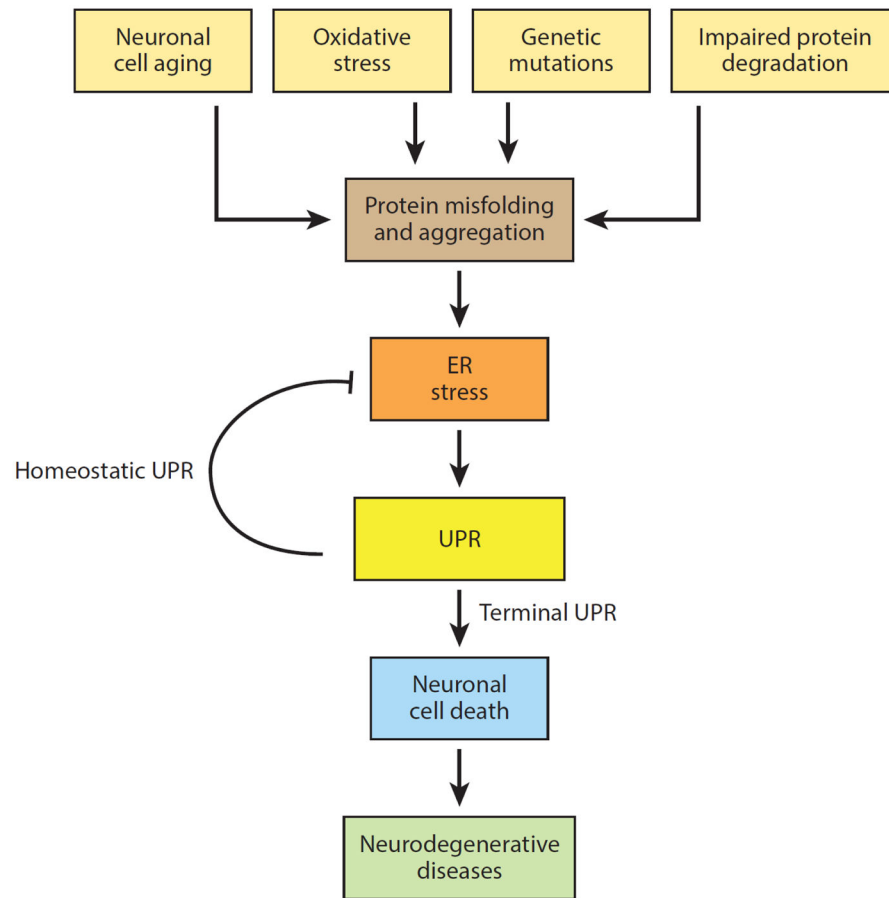 Neuronal
cell aging
Oxidative
stress
Genetic
mutations
Impaired protein
degradation
Protein misfolding
and aggregation
ER
stress
Homeostatic UPR
UPR
Terminal UPR
Neuronal
cell death
Neurodegenerative
diseases